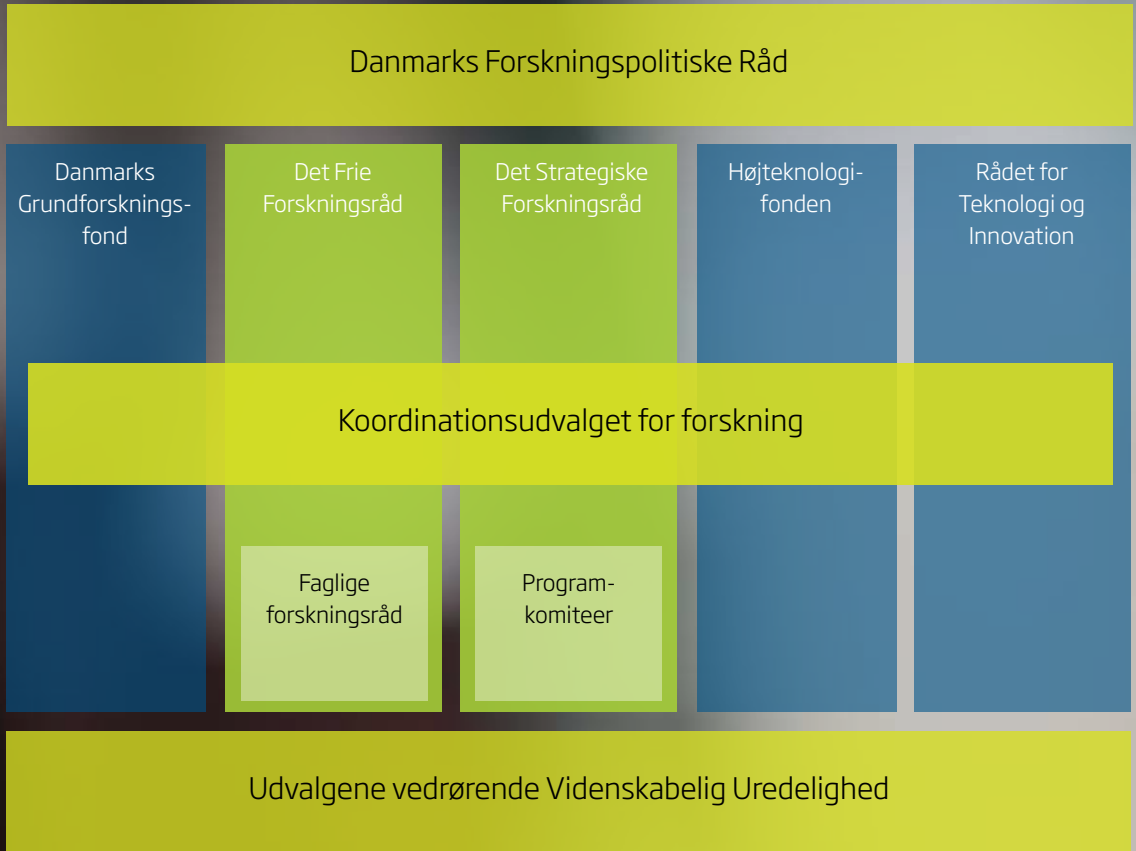 Danmarks Forskningspolitiske Råd
Danmarks
Grundforsknings-
fond
Det Frie
Forskningsråd
Det Strategiske
Forskningsråd
Højteknologi-
fonden
Rådet for
Teknologi og
Innovation
Koordinationsudvalget for forskning
Faglige
forskningsråd
Program-
komiteer
Udvalgene vedrørende Videnskabelig Uredelighed